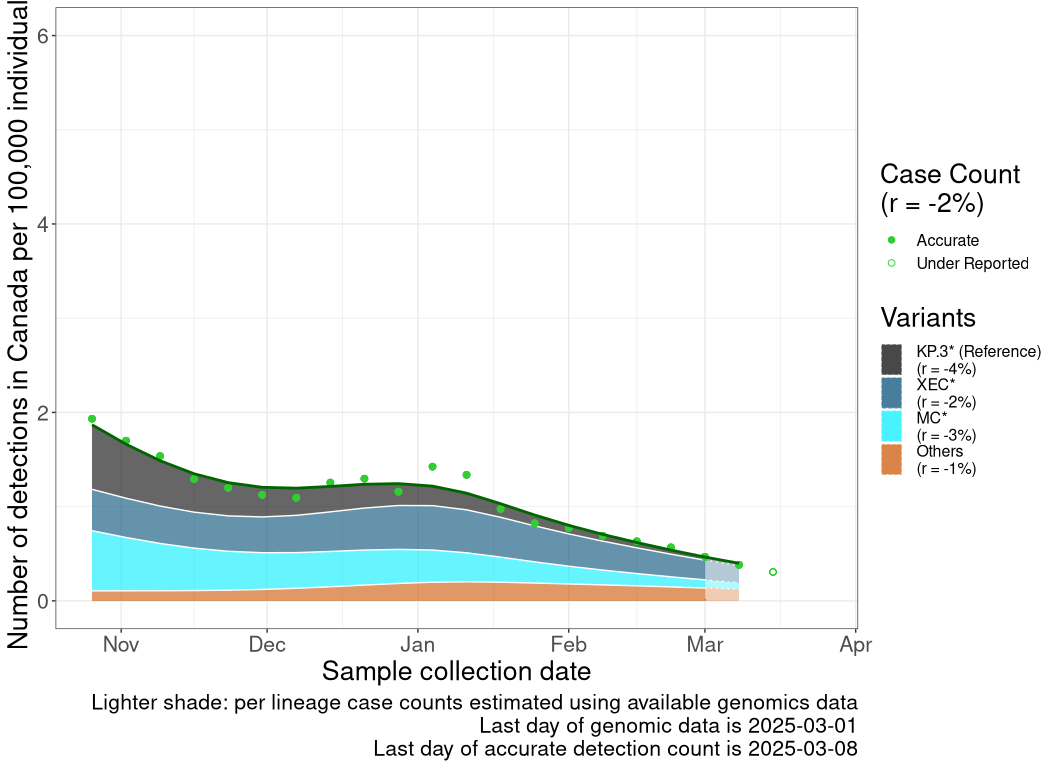 Number of detections in Canada per 100,000 individual
6
4
2
0
Nov
Dec
Jan
Feb
Mar
Apr
Sample collection date
Lighter shade: per lineage case counts estimated using available genomics data
Last day of genomic data is 2025-03-01
Last day of accurate detection count is 2025-03-08
Case Count
(r = -2%)
Accurate
Under Reported
Variants
KP.3* (Reference)
(r = -4%)
XEC*
(r = -2%)
MC*
(r = -3%)
Others
(r = -1%)